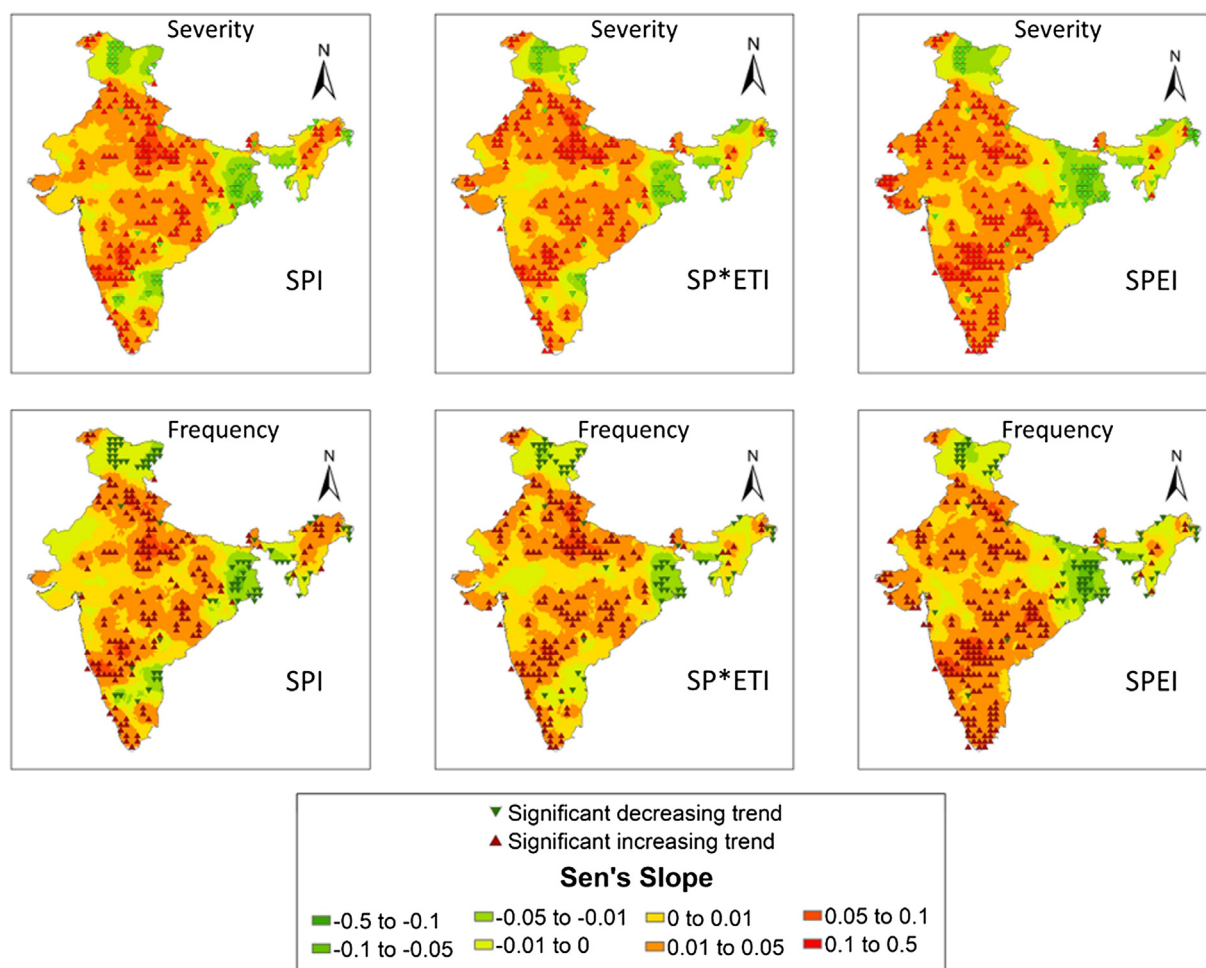 Severity
N
SPI
Severity
N
SP*ETI
Severity
N
SPEI
Frequency
N
SPI
Frequency
N
SP*ETI
Frequency
N
SPEI
Significant decreasing trend
Significant increasing trend
Sen's Slope
-0.5 to -0.1
-0.05 to -0.01
0 to 0.01
0.05 to 0.1
-0.1 to -0.05
-0.01 to 0
0.01 to 0.05
0.1 to 0.5